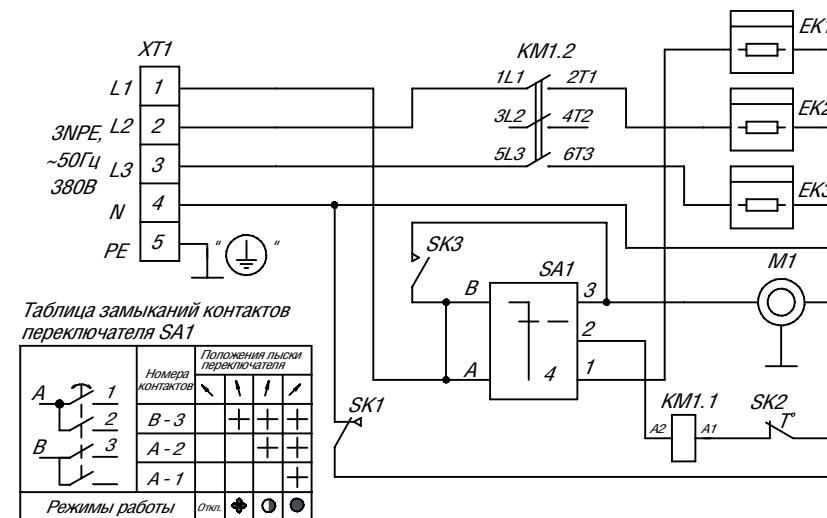 XT1
L1 1
L2 2
L3 3
N 4
PE 5
3NPE,
~50Гц
380В
" "
KM1.2
1L1 2T1
3L2 4T2
5L3 6T3
EK1
EK2
EK3
SK3
SA1
B 3
2
A 4 1
M1
SK1
KM1.1
A2 A1
SK2
T°
Таблица замыканий контактов
переключателя SA1
Номера
контактов
Положения лыски
переключателя
A 1
2
B 3
B - 3 + + +
A - 2 + +
A - 1 +
Режимы работы Откл.